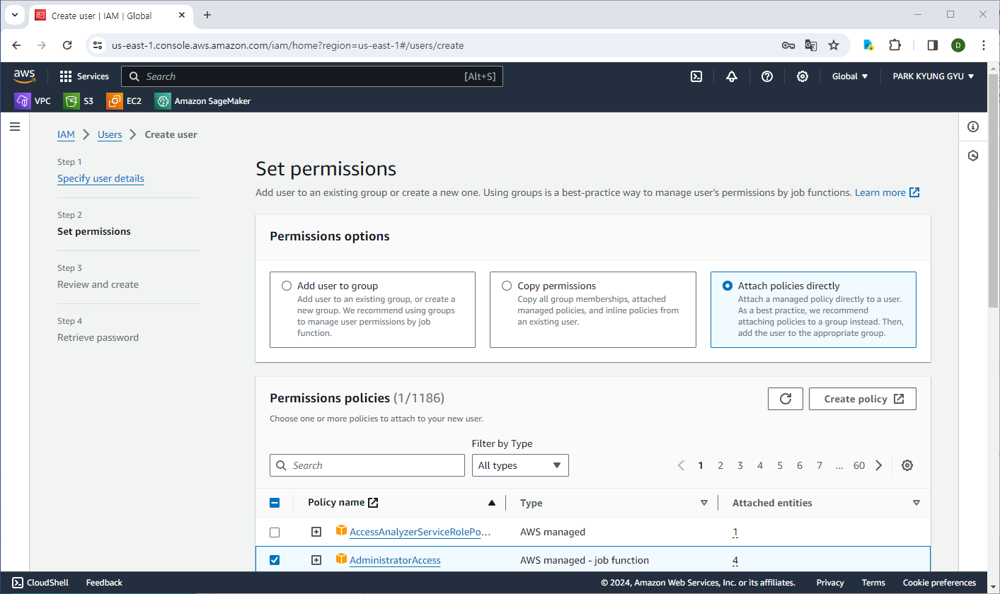 Create user | IAM | Global
us-east-1.console.aws.amazon.com/iam/home?region=us-east-1#/users/create
D
aws
Services
Search
[Alt+S]
Global
PARK KYUNG GYU
VPC
S3
EC2
Amazon SageMaker
IAM
Users
Create user
Step 1
Specify user details
Step 2
Set permissions
Step 3
Review and create
Step 4
Retrieve password
Set permissions
Add user to an existing group or create a new one. Using groups is a best-practice way to manage user's permissions by job functions. Learn more
Permissions options
Add user to group
Add user to an existing group, or create a
new group. We recommend using groups
to manage user permissions by job
function.
Copy permissions
Copy all group memberships, attached
managed policies, and inline policies from
an existing user.
Attach policies directly
Attach a managed policy directly to a user.
As a best practice, we recommend
attaching policies to a group instead. Then,
add the user to the appropriate group.
Permissions policies (1/1186)
Create policy
Choose one or more policies to attach to your new user.
Filter by Type
Search
All types
1 2 3 4 5 6 7 ... 60
Policy name
Type
Attached entities
AccessAnalyzerServiceRolePo...
AWS managed
1
AdministratorAccess
AWS managed - job function
4
CloudShell
Feedback
© 2024, Amazon Web Services, Inc. or its affiliates.
Privacy
Terms
Cookie preferences